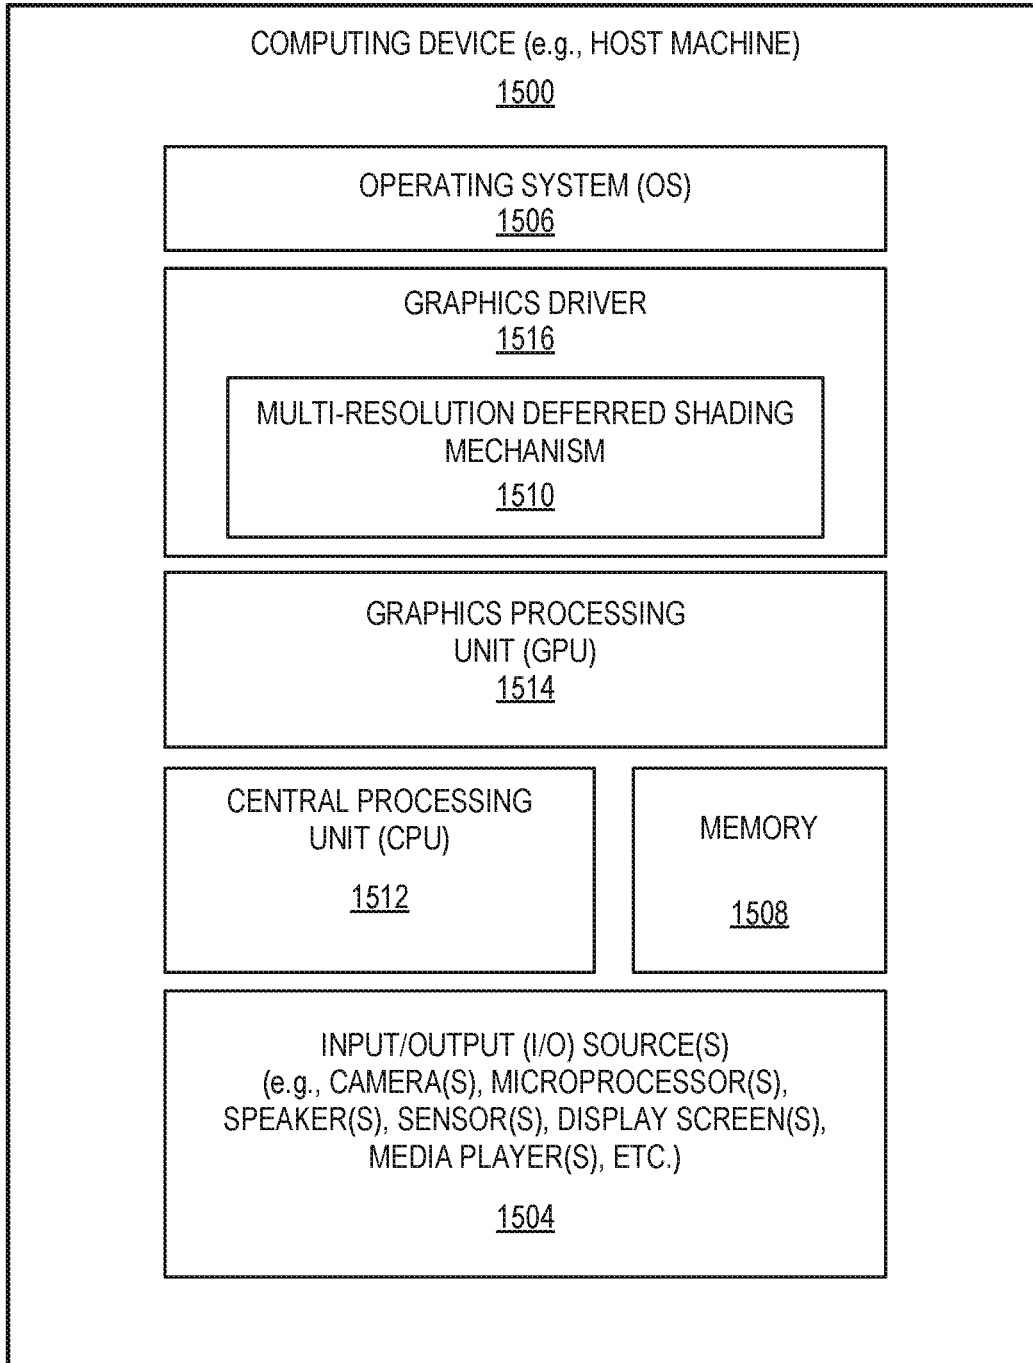 COMPUTING DEVICE (e.g., HOST MACHINE)
1500
OPERATING SYSTEM (OS)
1506
GRAPHICS DRIVER
1516
MULTI-RESOLUTION DEFERRED SHADING
MECHANISM
1510
GRAPHICS PROCESSING
UNIT (GPU)
1514
CENTRAL PROCESSING
UNIT (CPU)
1512
MEMORY
1508
INPUT/OUTPUT (I/O) SOURCE(S)
(e.g., CAMERA(S), MICROPROCESSOR(S),
SPEAKER(S), SENSOR(S), DISPLAY SCREEN(S),
MEDIA PLAYER(S), ETC.)
1504